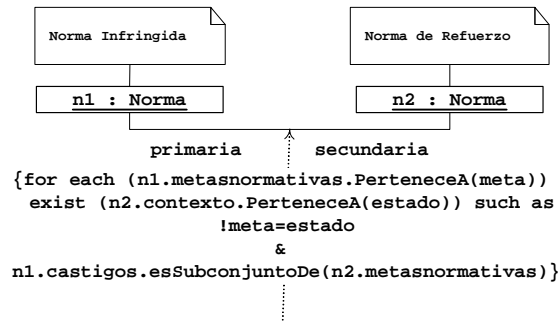 Norma Infringida
Norma de Refuerzo
n1 : Norma
n2 : Norma
primaria
secundaria
{for each (n1.metasnormativas.PerteneceA(meta))
exist (n2.contexto.PerteneceA(estado)) such as
!meta=estado
&
n1.castigos.esSubconjuntoDe(n2.metasnormativas)}